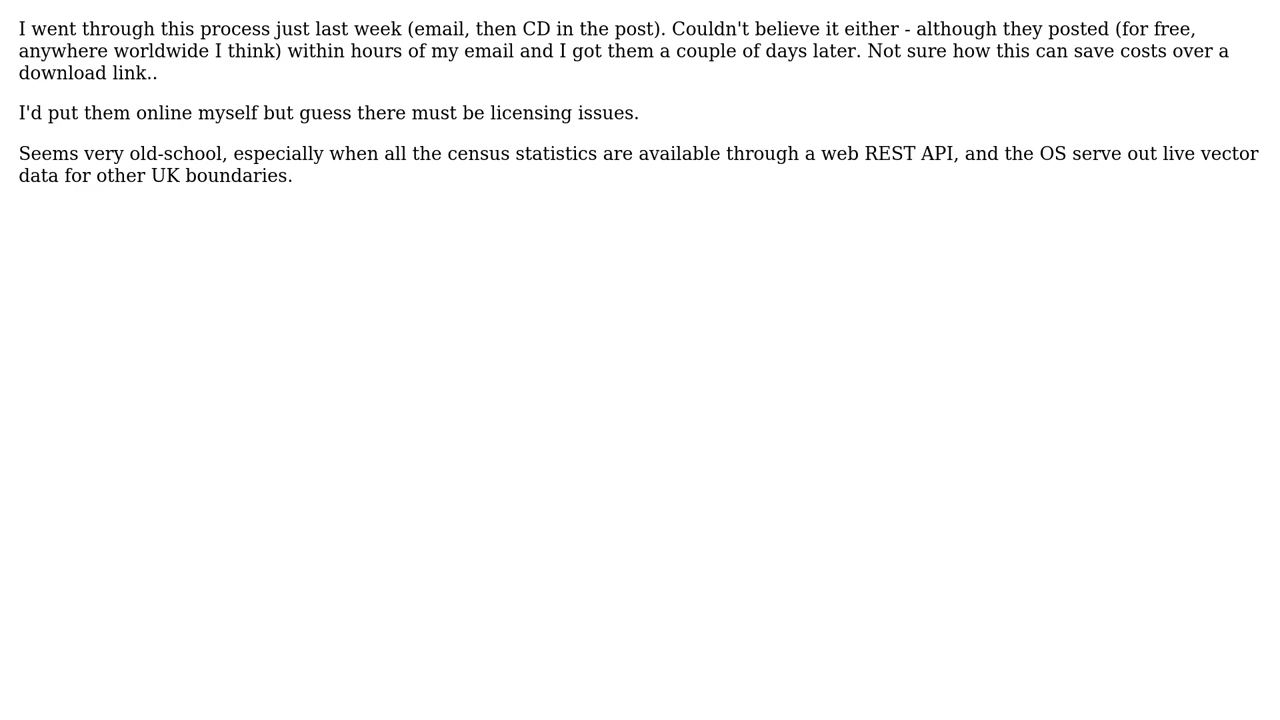 I went through this process just last week (email, then CD in the post). Couldn't believe it either - although they posted (for free,
anywhere worldwide I think) within hours of my email and I got them a couple of days later. Not sure how this can save costs over a
download link..
I'd put them online myself but guess there must be licensing issues.
Seems very old-school, especially when all the census statistics are available through a web REST API, and the OS serve out live vector
data for other UK boundaries.